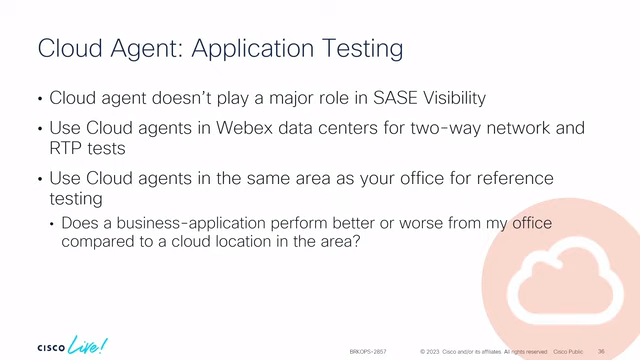 Cloud Agent: Application Testing
• Cloud agent doesn't play a major role in SASE Visibility
• Use Cloud agents in Webex data centers for two-way network and
RTP tests
• Use Cloud agents in the same area as your office for reference
testing
• Does a business-application perform better or worse from my office
compared to a cloud location in the area?
CISCO Live!
BRKOPS-2857
© 2023 Cisco and/or its affiliates. All rights reserved. Cisco Public
36